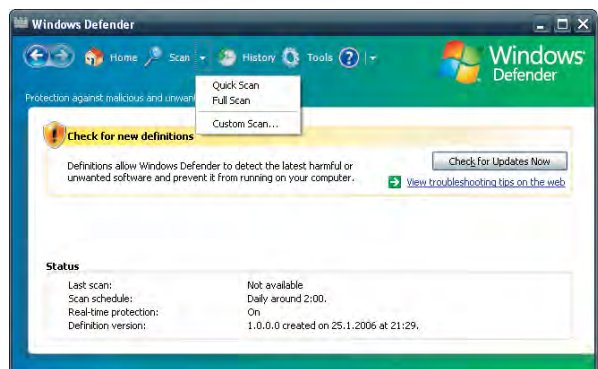 Windows Defender
Home Scan History Tools
Windows
Defender
Protection against malicious and unwan
Quick Scan
Full Scan
Custom Scan...
Check for new definitions
Definitions allow Windows Defender to detect the latest harmful or
unwanted software and prevent it from running on your computer.
Check for Updates Now
View troubleshooting tips on the web
Status
Last scan: Not available
Scan schedule: Daily around 2:00.
Real-time protection: On
Definition version: 1.0.0.0 created on 25.1.2006 at 21:29.